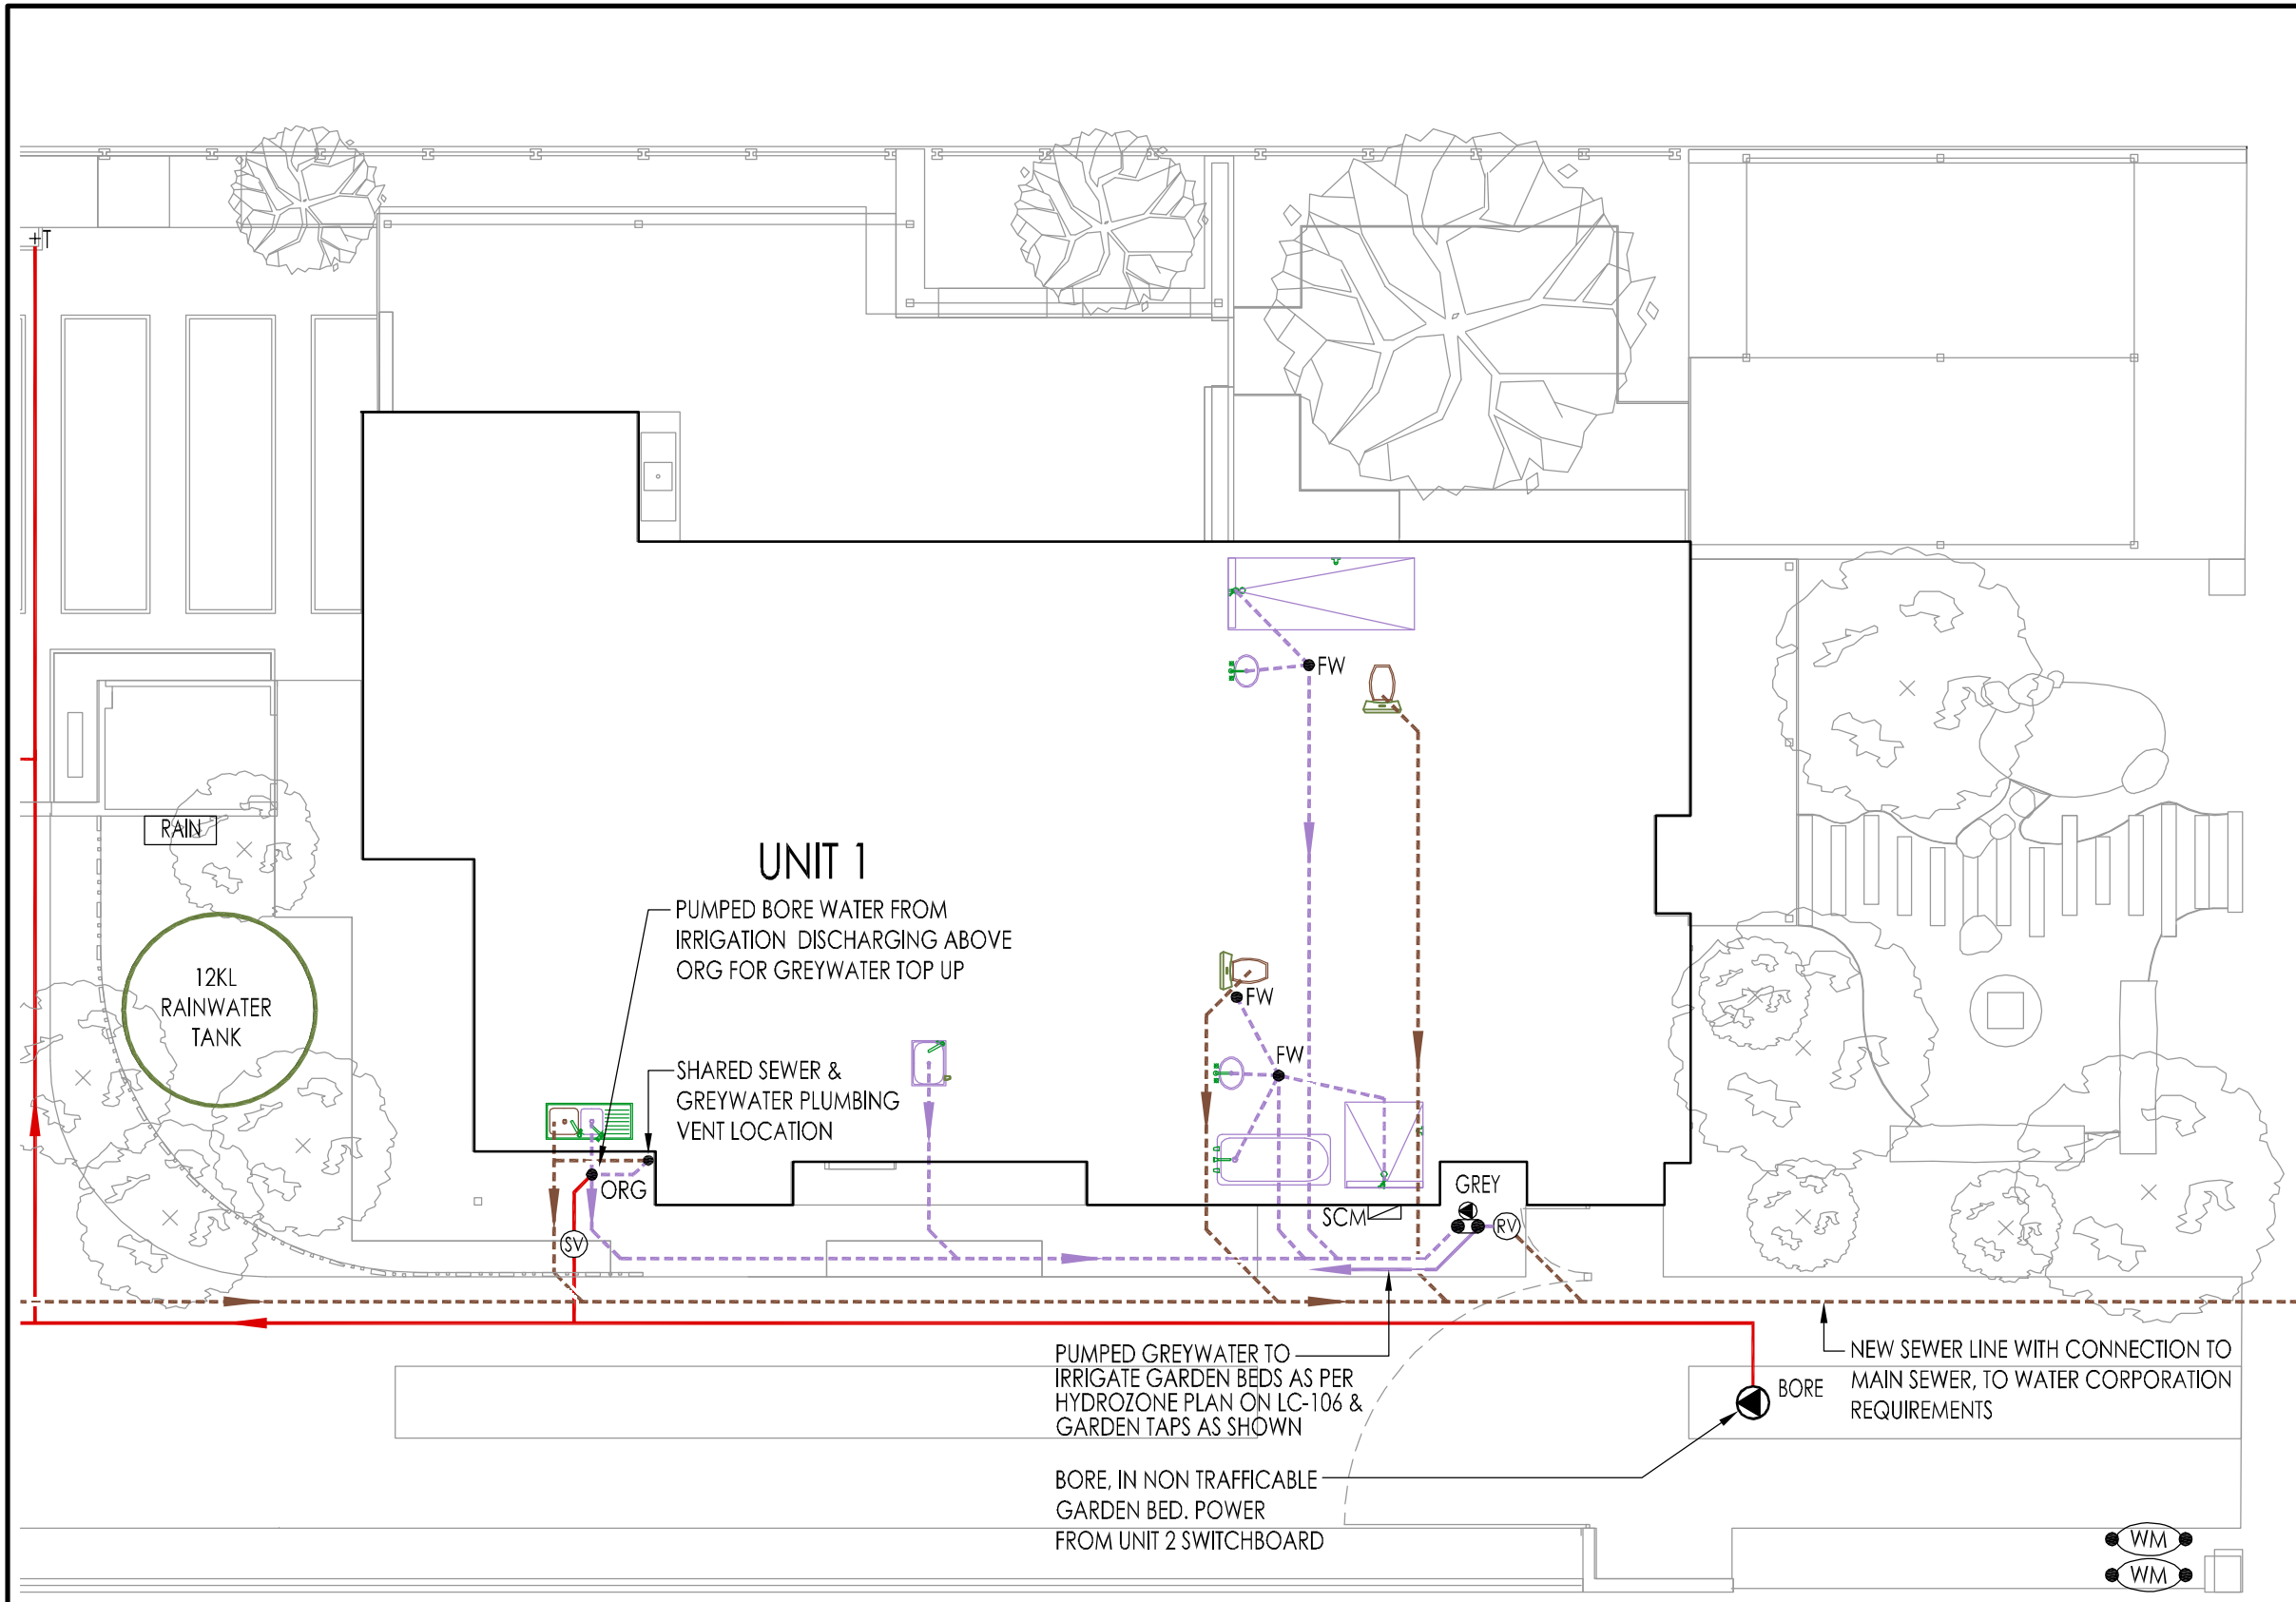 T
FW
RAIN
UNIT 1
PUMPED BORE WATER FROM
IRRIGATION DISCHARGING ABOVE
ORG FOR GREYWATER TOP UP
12KL
RAINWATER
TANK
FW
FW
SHARED SEWER &
GREYWATER PLUMBING
VENT LOCATION
ORG
GREY
SCM
RV
SV
PUMPED GREYWATER TO
IRRIGATE GARDEN BEDS AS PER
HYDROZONE PLAN ON LC-106 &
GARDEN TAPS AS SHOWN
NEW SEWER LINE WITH CONNECTION TO
MAIN SEWER, TO WATER CORPORATION
REQUIREMENTS
BORE
BORE, IN NON TRAFFICABLE
GARDEN BED. POWER
FROM UNIT 2 SWITCHBOARD
WM
WM